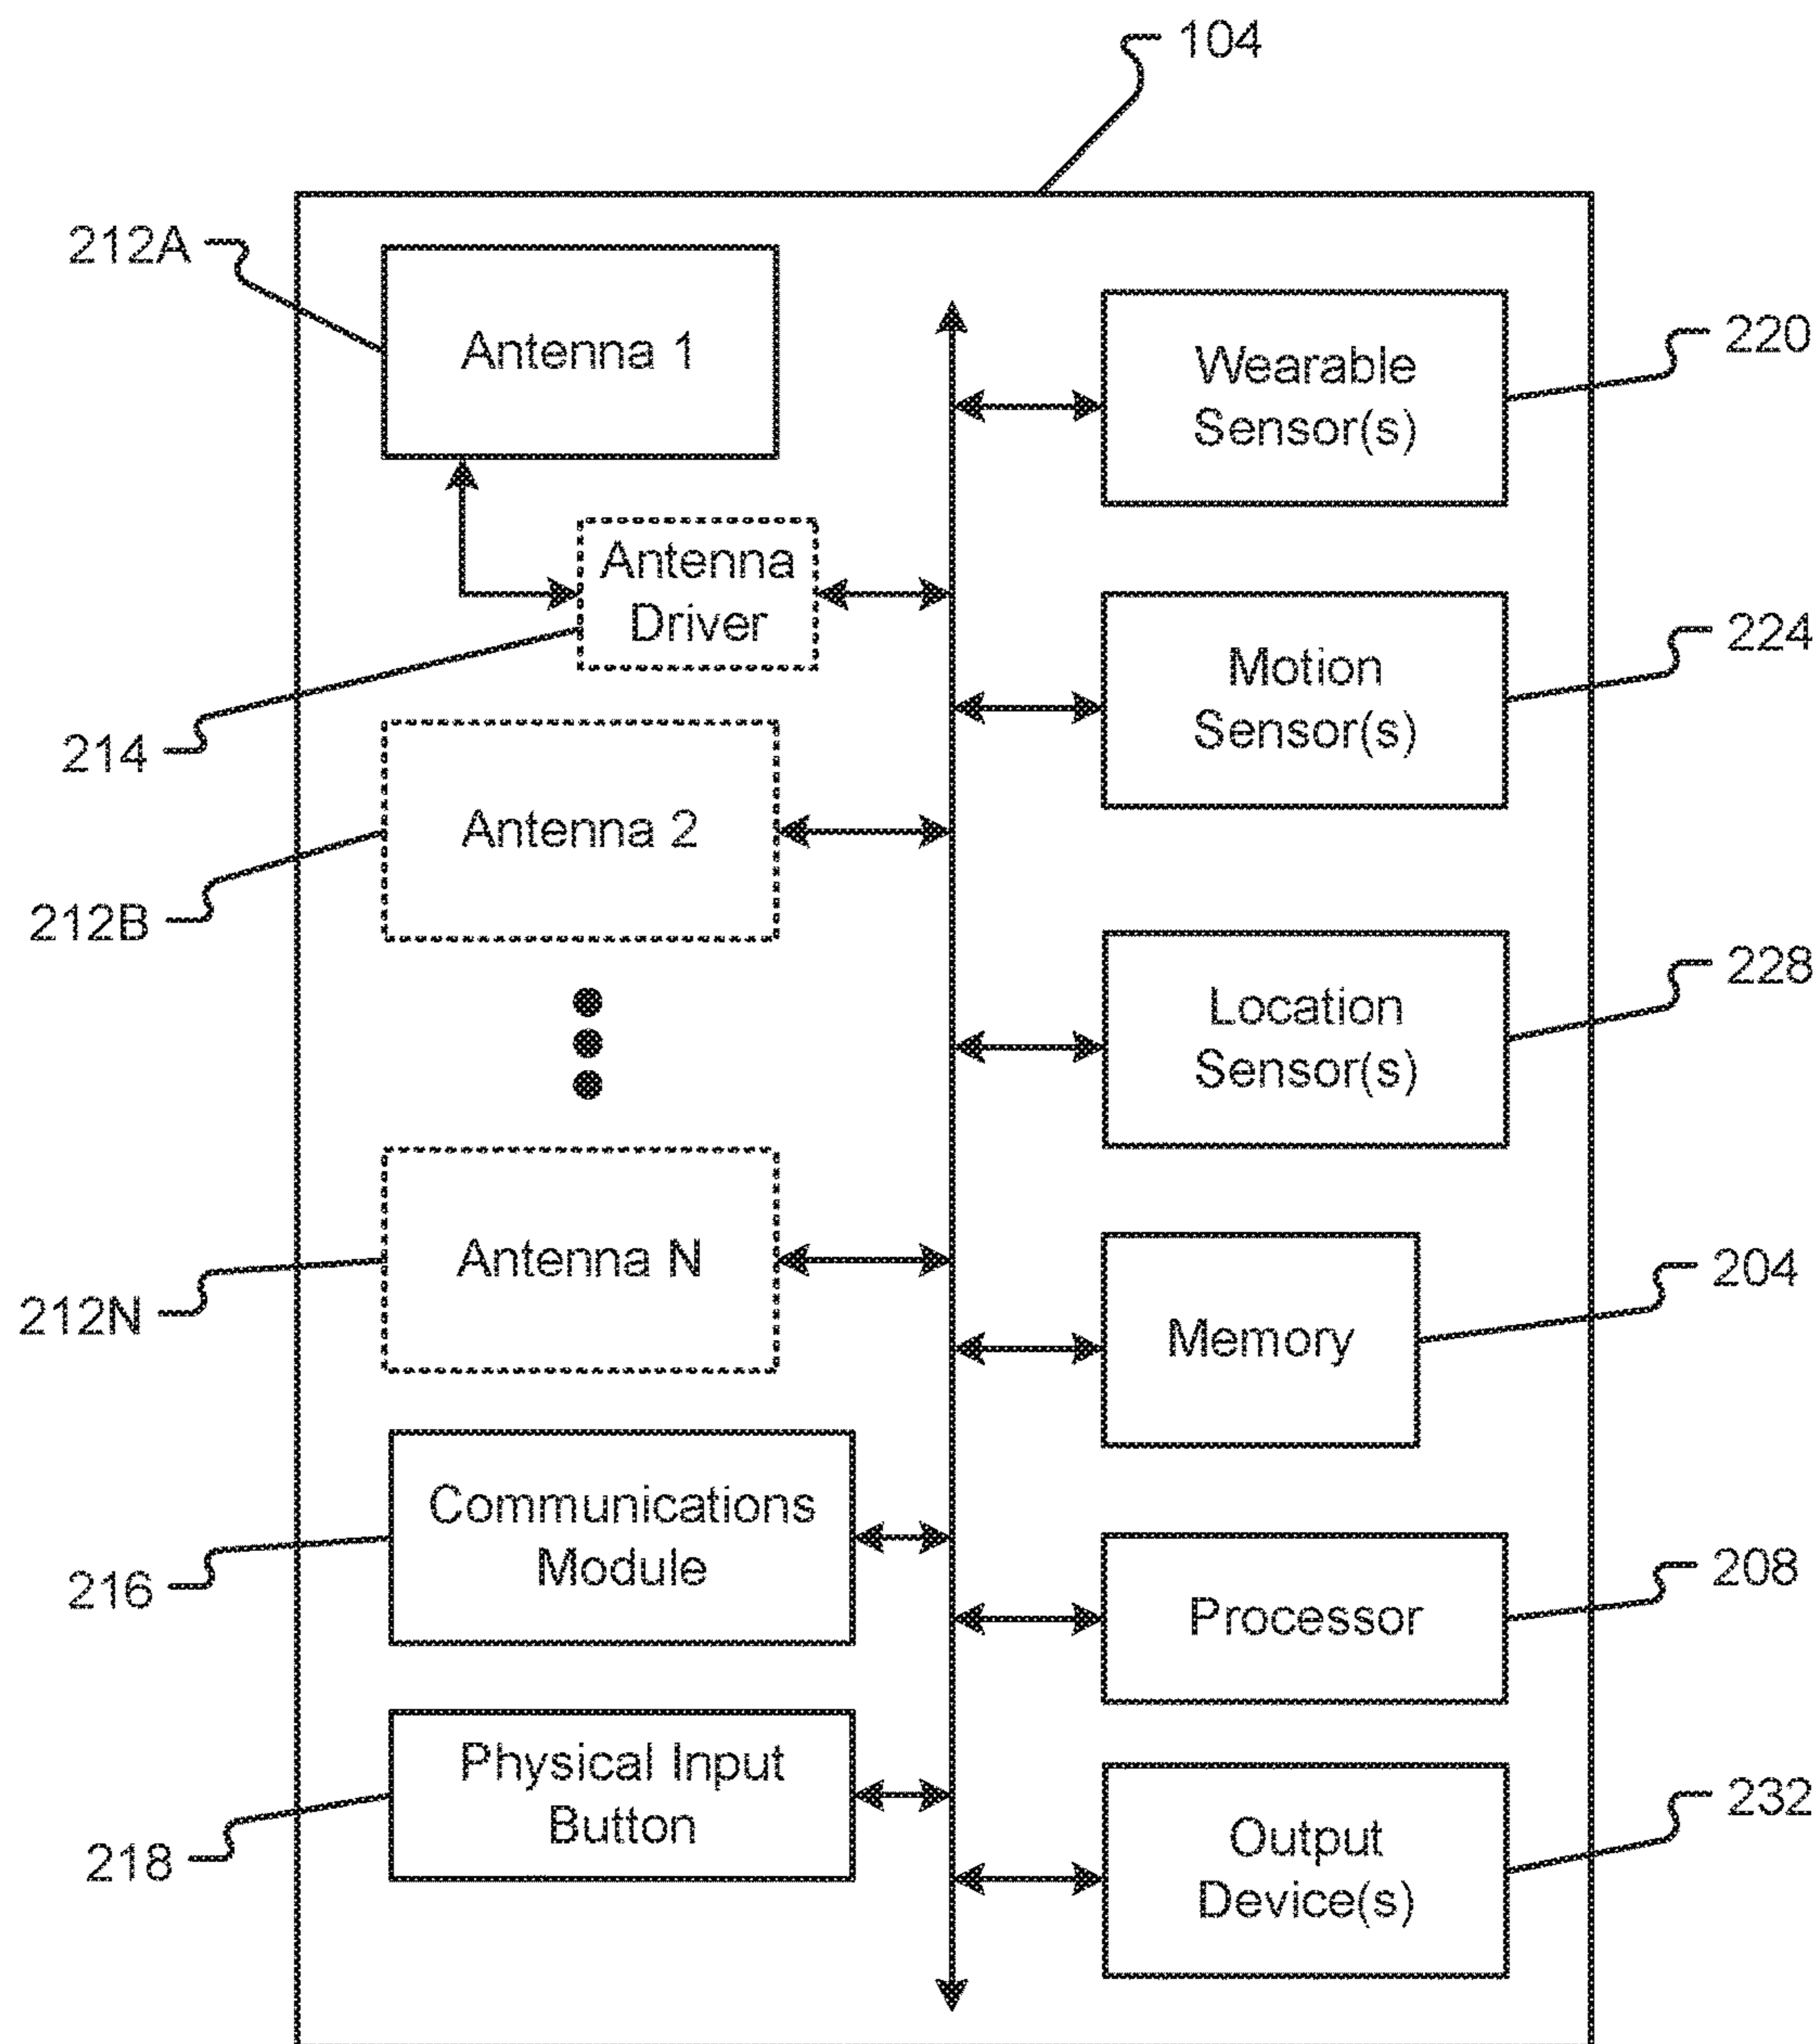 104
212A
Antenna 1
Wearable
Sensor(s)
220
Antenna
Driver
214
Motion
Sensor(s)
224
Antenna 2
212B
Location
Sensor(s)
228
Antenna N
212N
Memory
204
Communications
Module
216
Processor
208
Physical Input
Button
218
Output
Device(s)
232